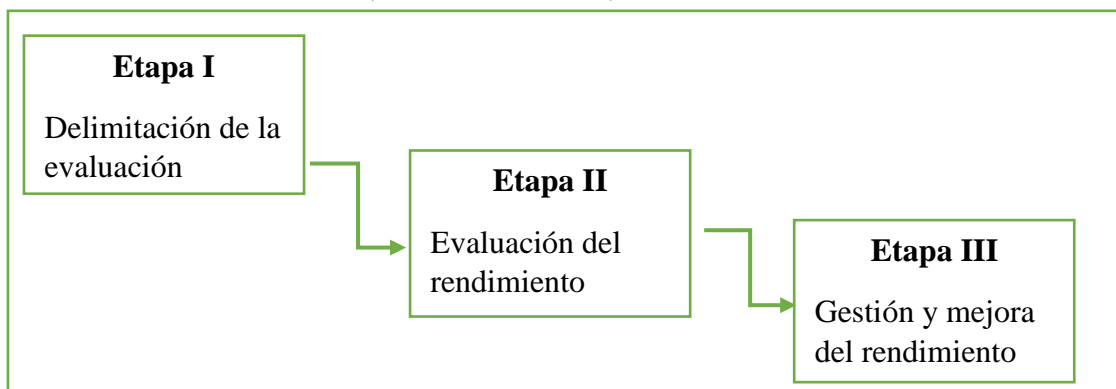 Etapa I
Delimitación de la
evaluación
Etapa II
Evaluación del
rendimiento
Etapa III
Gestión y mejora
del rendimiento